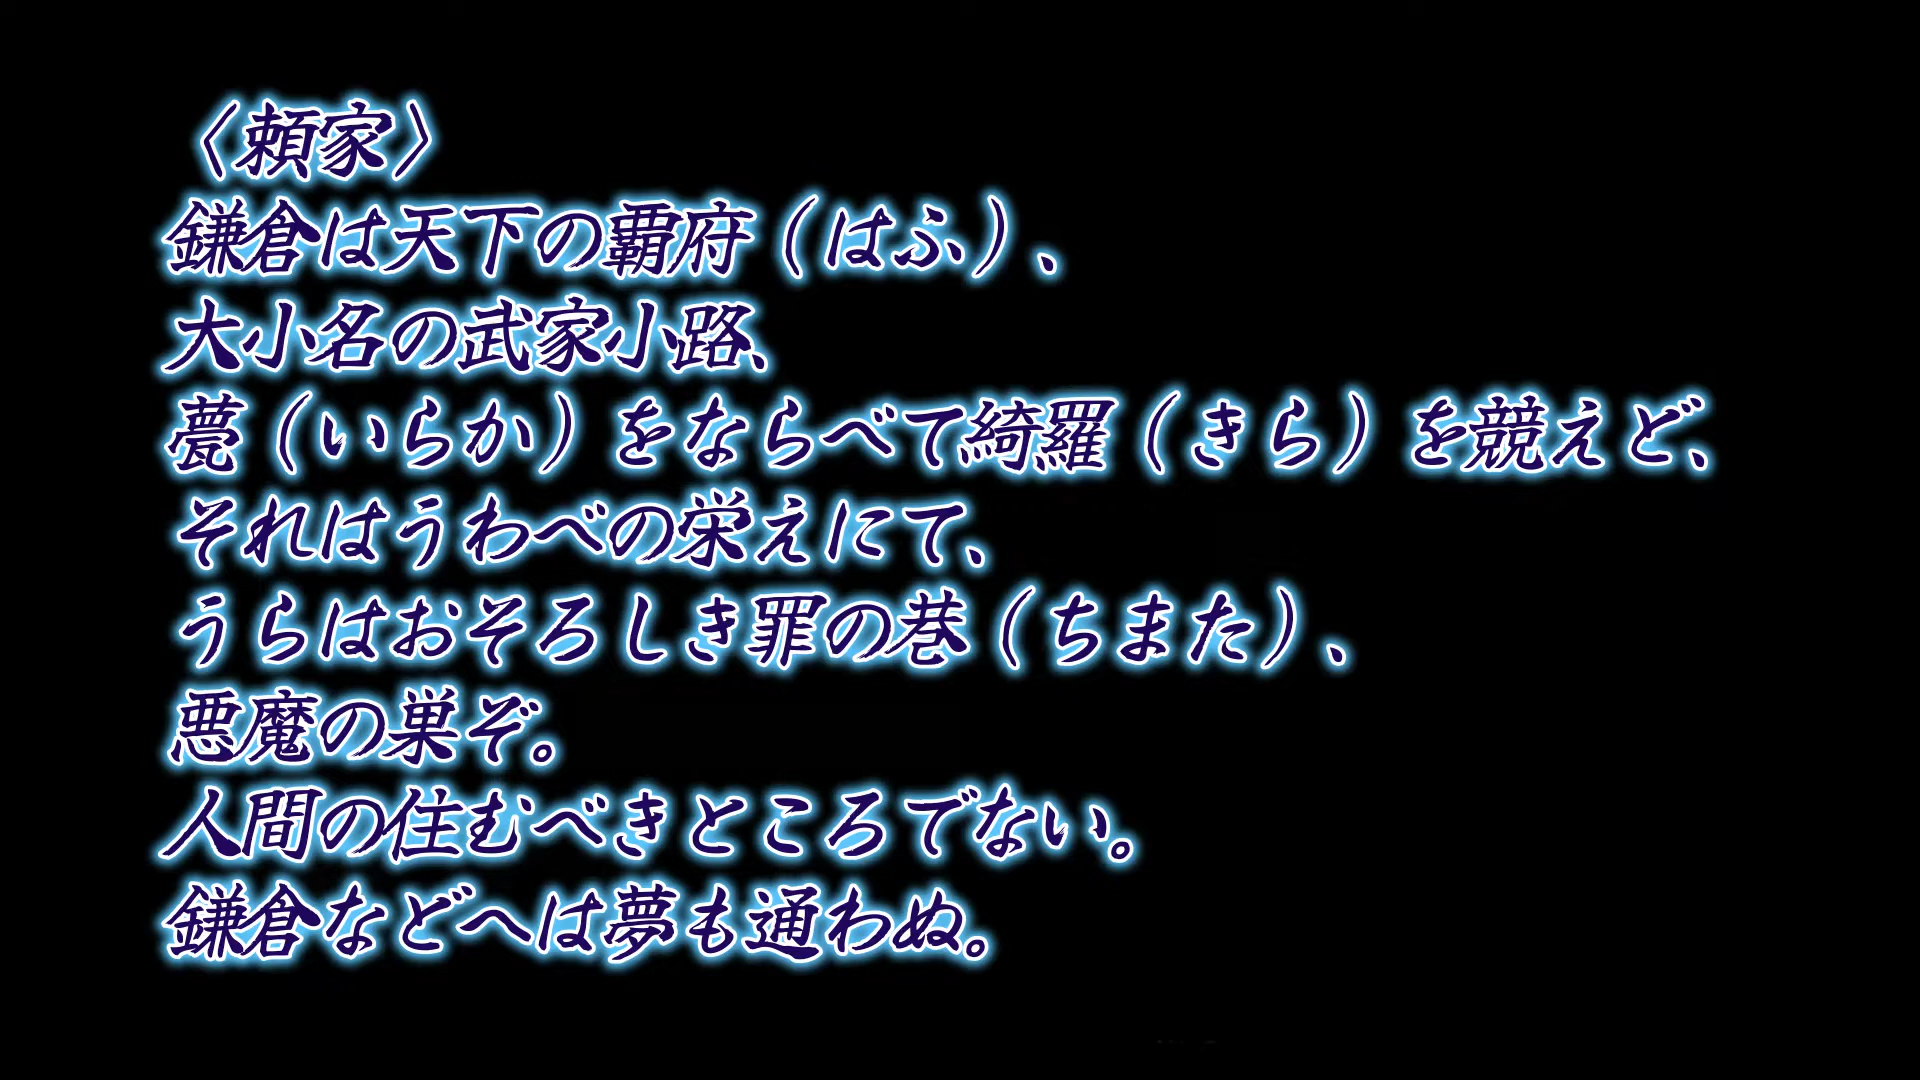 〈頼家〉
鎌倉は天下の覇府（はふ）、
大小名の武家小路、
甍（いらか）をならべて綺羅（きら）を競えど、
それはうわべの栄えにて、
うらはおそろしき罪の巷（ちまた）、
悪魔の巣ぞ。
人間の住むべきところでない。
鎌倉などへは夢も通わぬ。